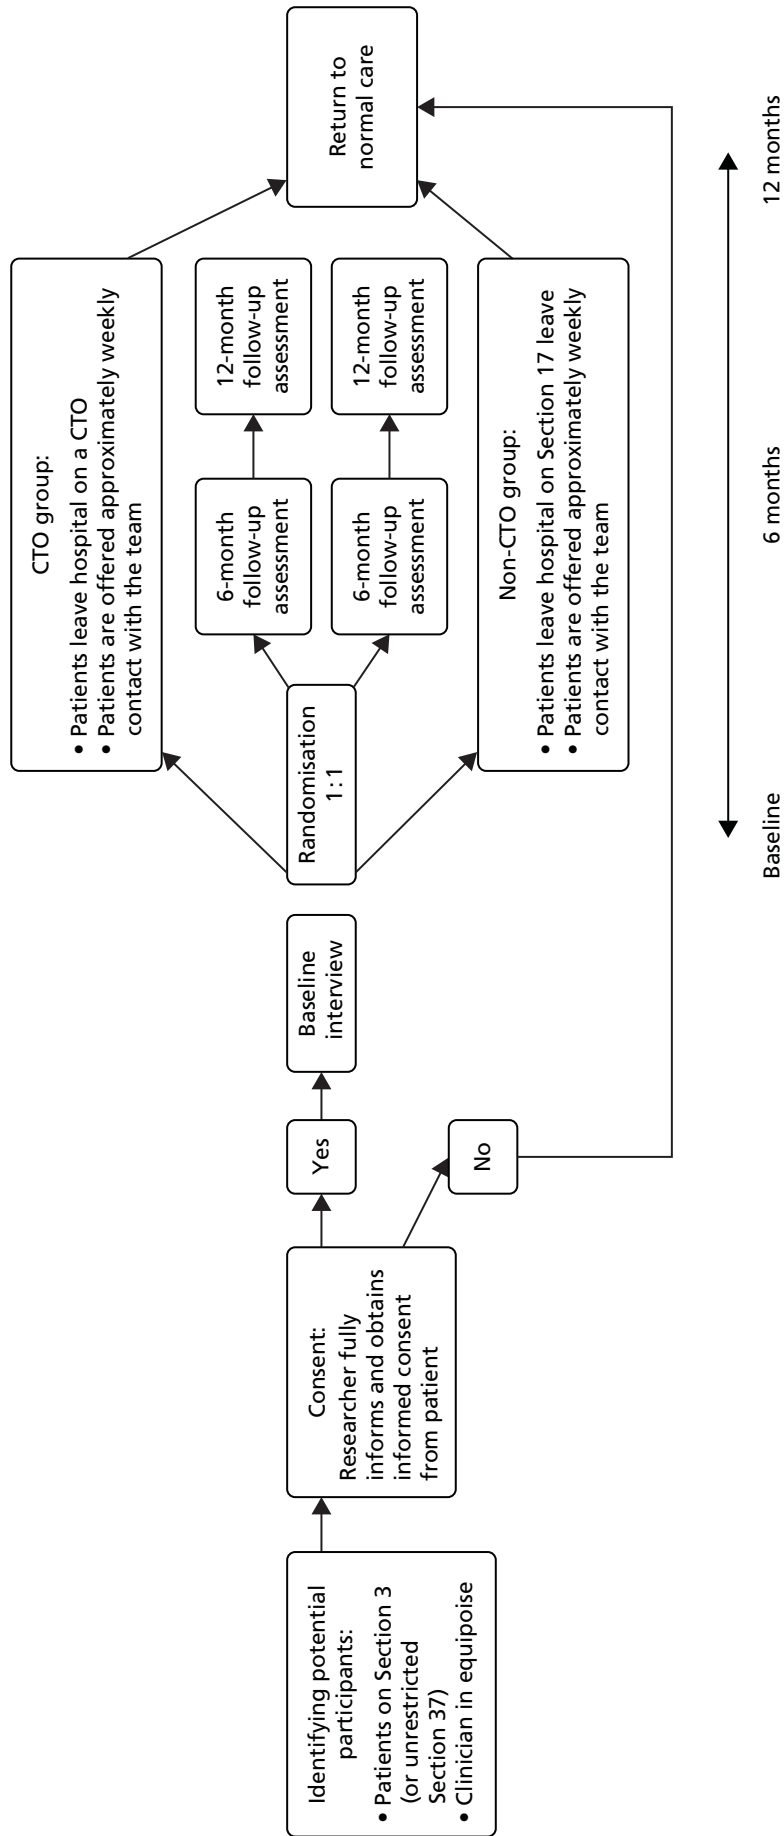 Identifying potential
participants:
• Patients on Section 3
(or unrestricted
Section 37)
• Clinician in equipoise
Consent:
Researcher fully
informs and obtains
informed consent
from patient
Yes
No
Baseline
interview
Randomisation
1 : 1
CTO group:
• Patients leave hospital on a CTO
• Patients are offered approximately weekly
contact with the team
6-month
follow-up
assessment
12-month
follow-up
assessment
6-month
follow-up
assessment
12-month
follow-up
assessment
Non-CTO group:
• Patients leave hospital on Section 17 leave
• Patients are offered approximately weekly
contact with the team
Return to
normal care
Baseline
6 months
12 months